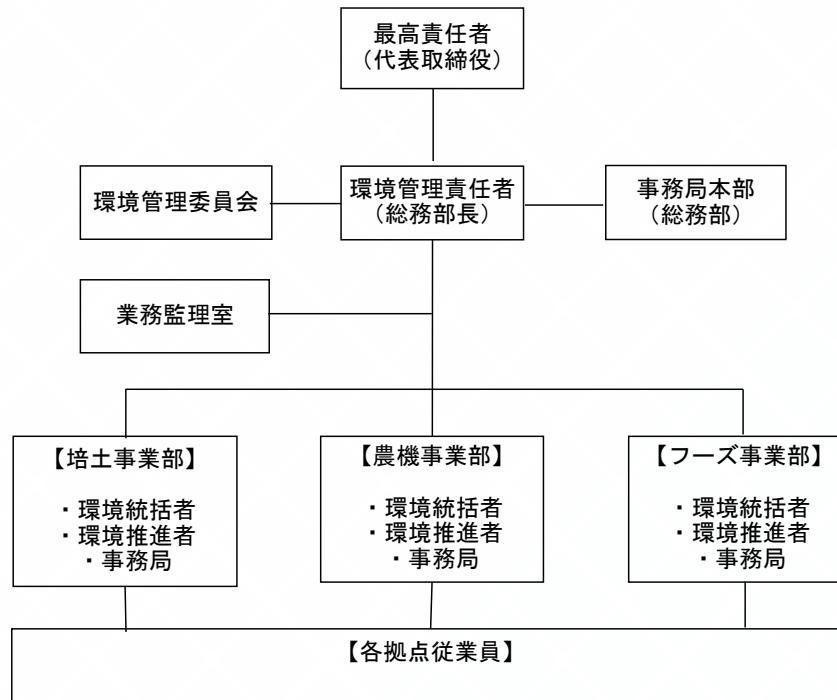 最高責任者
（代表取締役）
環境管理委員会
環境管理責任者
（総務部長）
事務局本部
（総務部）
業務監理室
【培土事業部】
・環境統括者
・環境推進者
・事務局
【農機事業部】
・環境統括者
・環境推進者
・事務局
【フーズ事業部】
・環境統括者
・環境推進者
・事務局
【各拠点従業員】